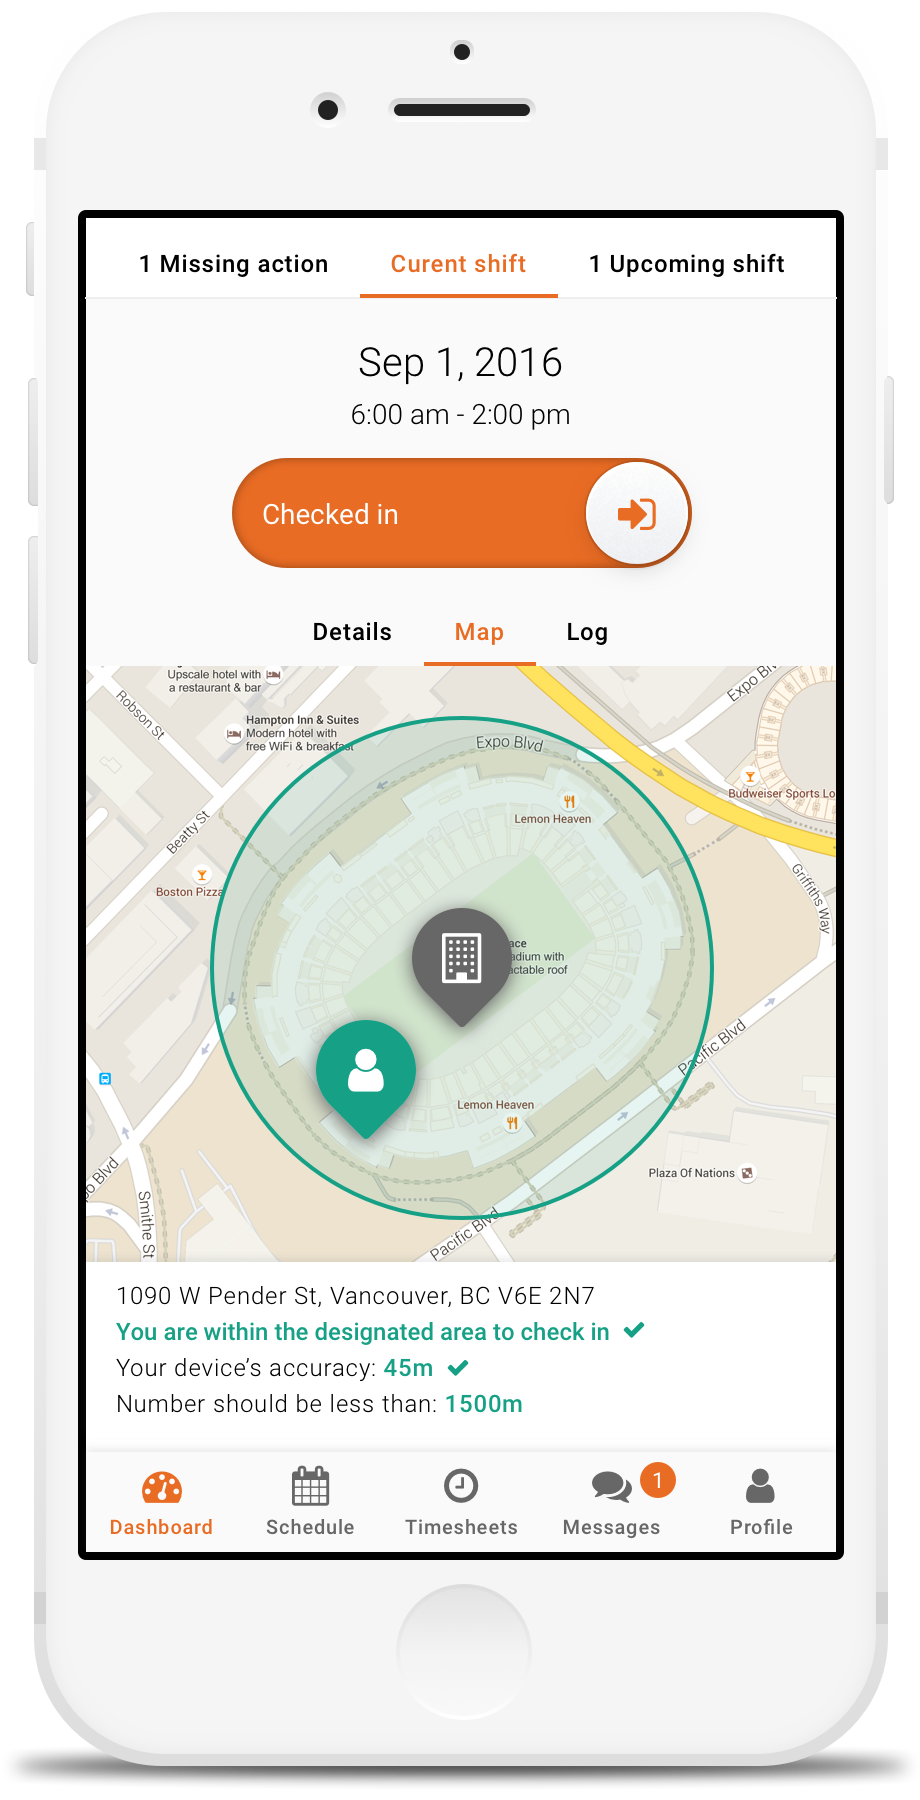 1 Missing action
Curent shift
1 Upcoming shift
Sep 1, 2016
6:00 am - 2:00 pm
Checked in
Details
Map
Log
Upscale hotel with
a restaurant & bar
Robson St
Hampton Inn & Suites
Modern hotel with
free WiFi & breakfast
Expo Blvd
Expo Blv
Budweiser Sports Lo
Lemon Heaven
Beatty St
Boston Pizza
Griffiths Way
ace
adium with
actable roof
Pacific Blvd
Lemon Heaven
Plaza Of Nations
po Blvd
Smithe St
Pacific Blvd
1090 W Pender St, Vancouver, BC V6E 2N7
You are within the designated area to check in
Your device’s accuracy: 45m
Number should be less than: 1500m
1
Dashboard
Schedule
Timesheets
Messages
Profile